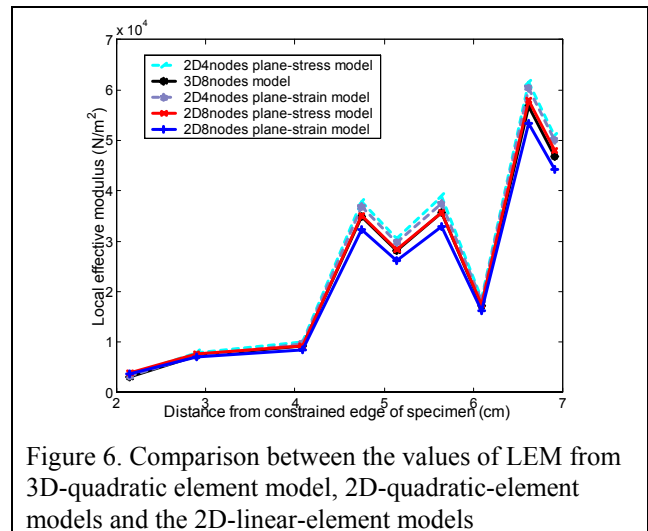 x 10⁴
7
6
5
4
3
2
1
0
Local effective modulus (N/m²)
2D4nodes plane-stress model
3D8nodes model
2D4nodes plane-strain model
2D8nodes plane-stress model
2D8nodes plane-strain model
2 3 4 5 6 7
Distance from constrained edge of specimen (cm)
Figure 6. Comparison between the values of LEM from
3D-quadratic element model, 2D-quadratic-element
models and the 2D-linear-element models